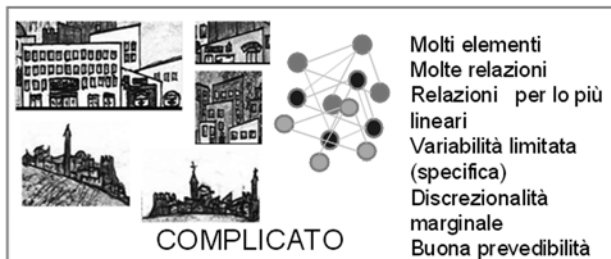 Molti elementi
Molte relazioni
Relazioni per lo più
lineari
Variabilità limitata
(specifica)
Discrezionalità
marginale
Buona prevedibilità
COMPLICATO